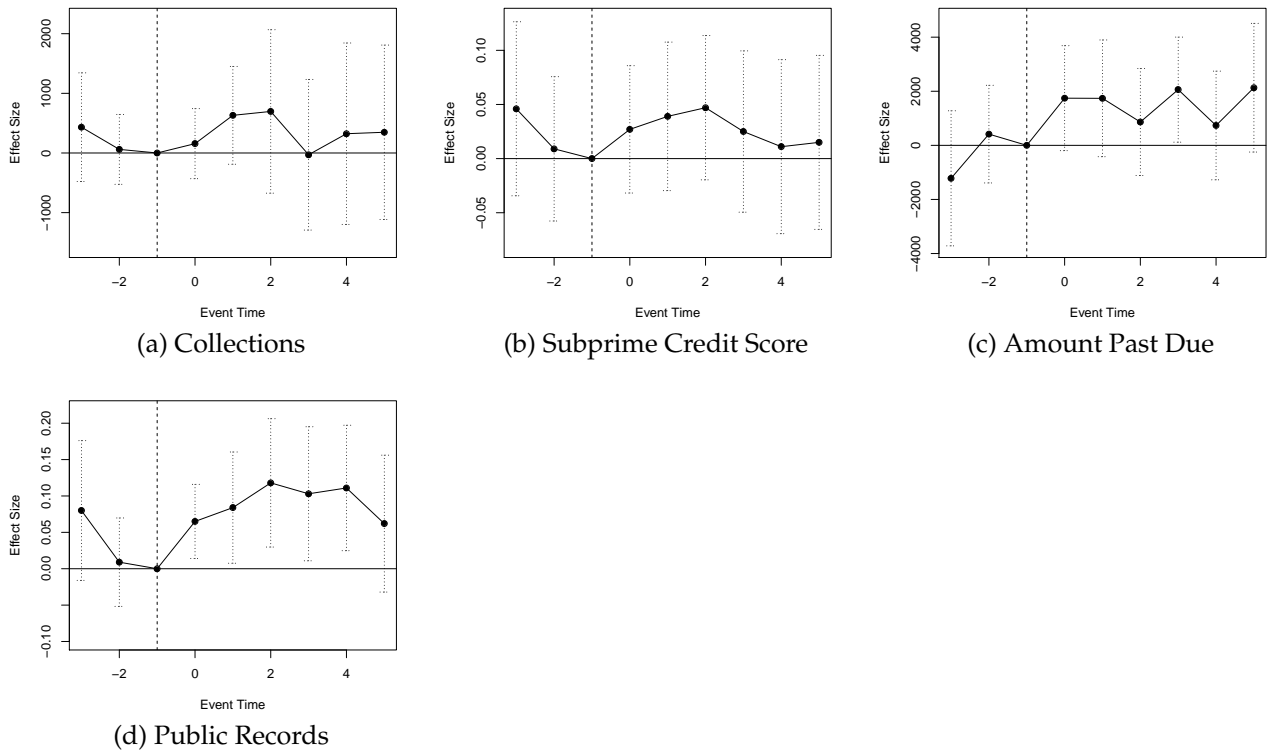 2000
1000
0
−1000
Effect Size
−2 0 2 4
Event Time
(a) Collections
0.10
0.05
0.00
−0.05
Effect Size
−2 0 2 4
Event Time
(b) Subprime Credit Score
4000
2000
0
−2000
−4000
Effect Size
−2 0 2 4
Event Time
(c) Amount Past Due
0.20
0.15
0.10
0.05
0.00
−0.10
Effect Size
−2 0 2 4
Event Time
(d) Public Records